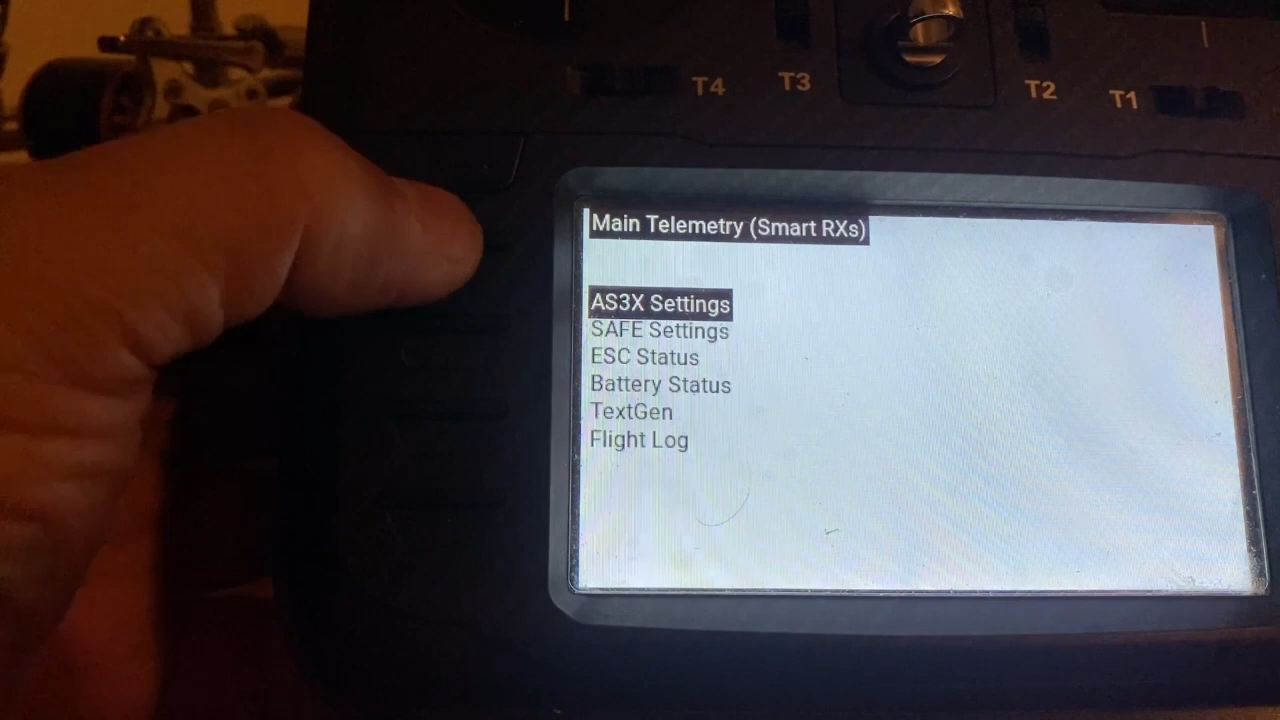 T4 T3 T2 T1
Main Telemetry (Smart RXs)
AS3X Settings
SAFE Settings
ESC Status
Battery Status
TextGen
Flight Log